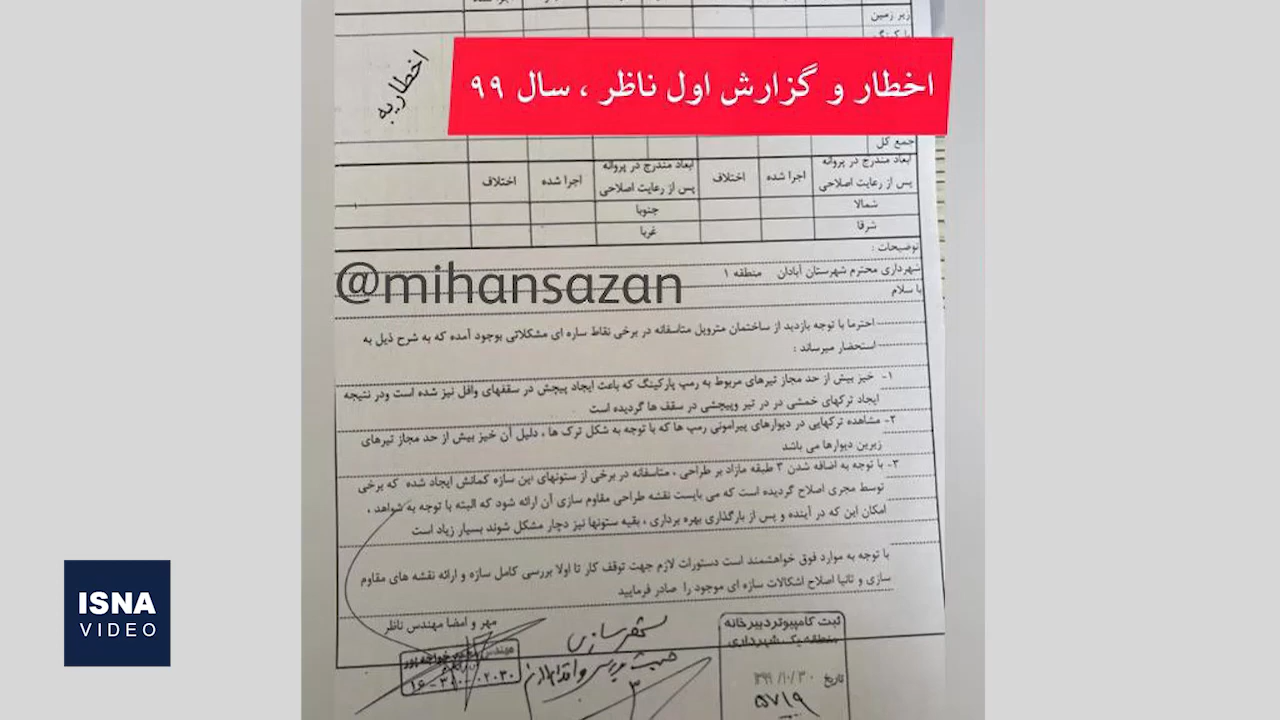 زیر زمین
اخطار و گزارش اول ناظر ، سال ۹۹
اخطاریه
جمع کل
ابعاد مندرج در پروانه پس از رعایت اصلاحی
اجرا شده
اختلاف
ابعاد مندرج در پروانه پس از رعایت اصلاحی
اجرا شده
اختلاف
شمالا
جنوبا
شرقا
غربا
توضیحات :
شهرداری محترم شهرستان آبادان منطقه ۱
@mihansazan
با سلام
احتراما با توجه بازدید از ساختمان متروپل متاسفانه در برخی نقاط سازه ای مشکلاتی بوجود آمده که به شرح ذیل به
استحضار میرساند :
۱- خیز بیش از حد مجاز تیرهای مربوط به رمپ پارکینگ که باعث ایجاد پیچش در سقفهای وافل نیز شده است ودر نتیجه
ایجاد ترکهای خمشی در در تیر وپیچشی در سقف ها گردیده است
۲- مشاهده ترکهایی در دیوارهای پیرامونی رمپ ها که با توجه به شکل ترک ها ، دلیل آن خیز بیش از حد مجاز تیرهای
زیرین دیوارها می باشد
۳- با توجه به اضافه شدن ۳ طبقه مازاد بر طراحی ، متاسفانه در برخی از ستونهای این سازه کمانش ایجاد شده که برخی
توسط مجری اصلاح گردیده است که می بایست نقشه طراحی مقاوم سازی آن ارائه شود که البته با توجه به شواهد ،
امکان این که در آینده و پس از بارگذاری بهره برداری ، بقیه ستونها نیز دچار مشکل شوند بسیار زیاد است
با توجه به موارد فوق خواهشمند است دستورات لازم جهت توقف کار تا اولا بررسی کامل سازه و ارائه نقشه های مقاوم
سازی و ثانیا اصلاح اشکالات سازه ای موجود را صادر فرمایید
مهر و امضا مهندس ناظر
ثبت کامپیوتر دبیرخانه
منطقه یک شهرداری
تاریخ ۱۳۹۹/۱۰/۳۰
۵۷۱۹
۱۶-۳۰۰-۰۲۰۳۰
ISNA
VIDEO